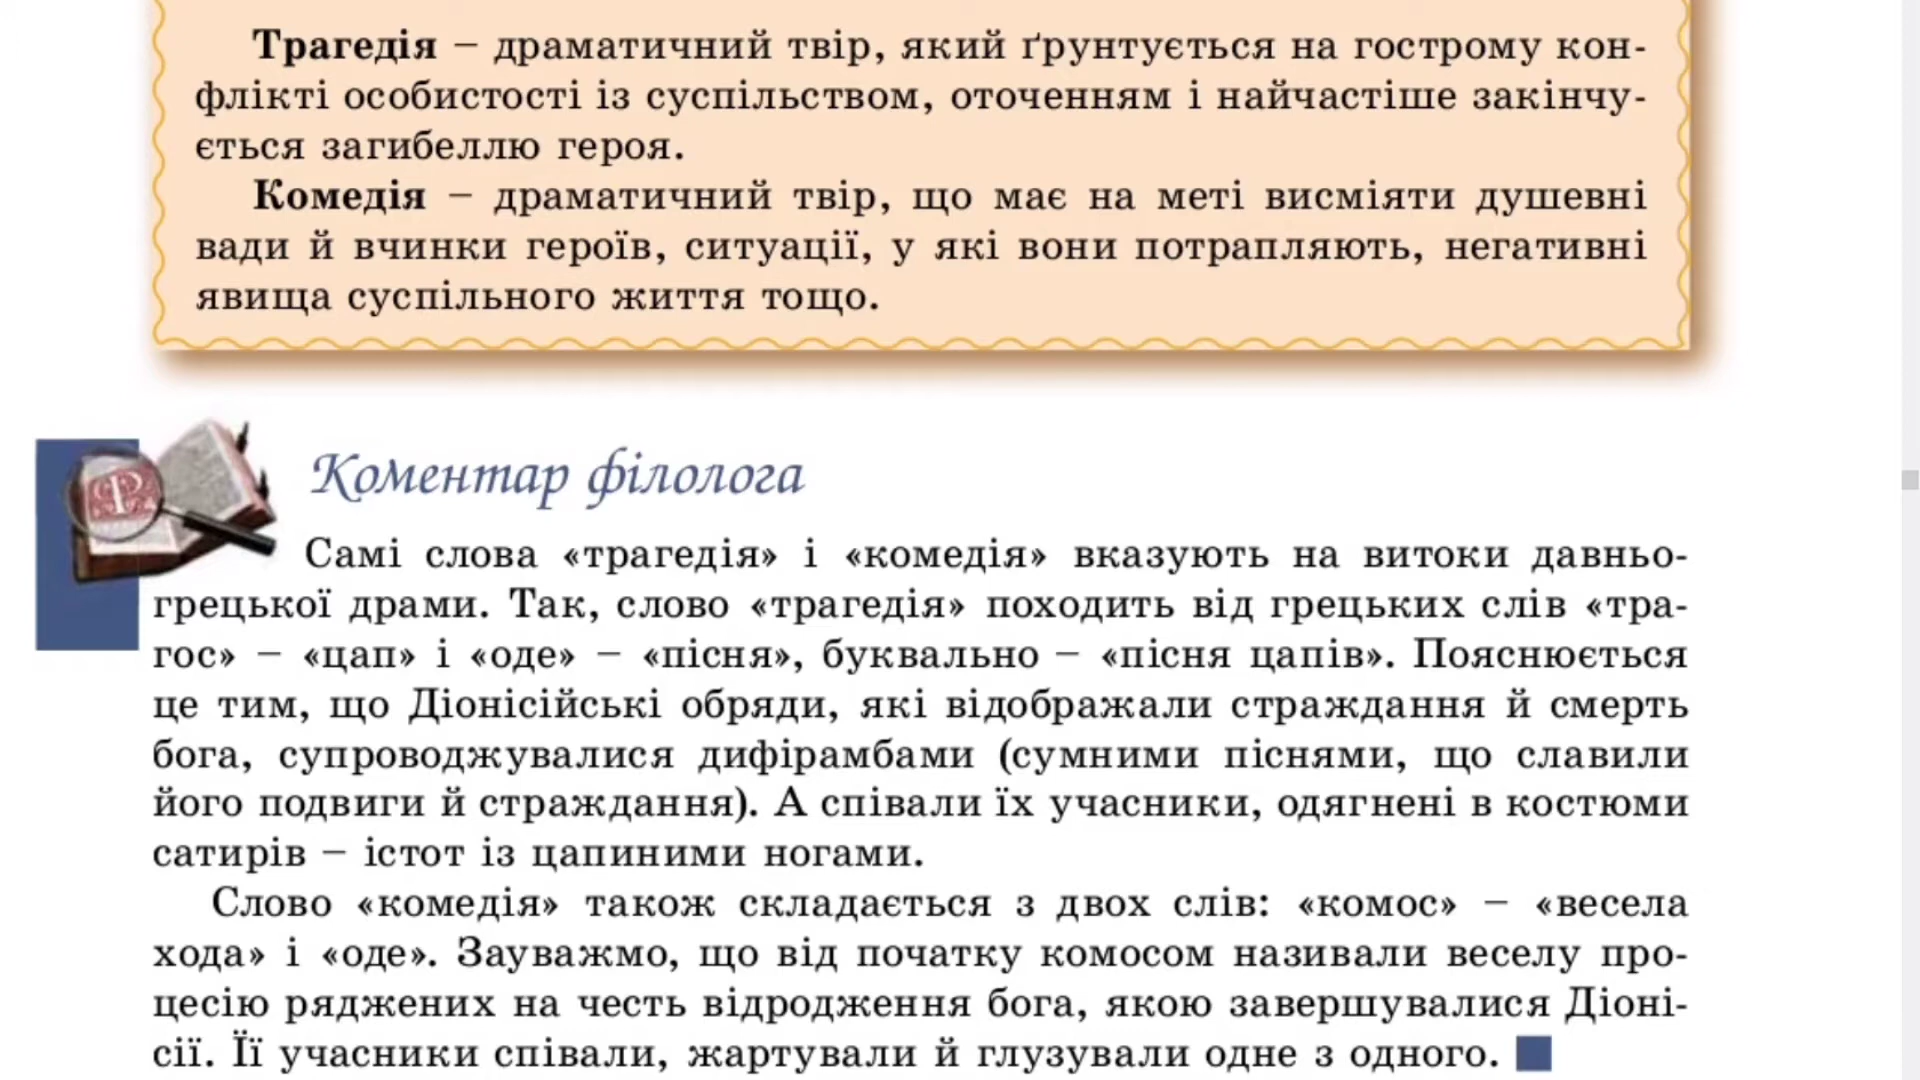 Трагедія – драматичний твір, який ґрунтується на гострому кон-
флікті особистості із суспільством, оточенням і найчастіше закінчу-
ється загибеллю героя.
Комедія – драматичний твір, що має на меті висміяти душевні
вади й вчинки героїв, ситуації, у які вони потрапляють, негативні
явища суспільного життя тощо.
Коментар філолога
Самі слова «трагедія» і «комедія» вказують на витоки давньо-
грецької драми. Так, слово «трагедія» походить від грецьких слів «тра-
гос» – «цап» і «оде» – «пісня», буквально – «пісня цапів». Пояснюється
це тим, що Діонісійські обряди, які відображали страждання й смерть
бога, супроводжувалися дифірамбами (сумними піснями, що славили
його подвиги й страждання). А співали їх учасники, одягнені в костюми
сатирів – істот із цапиними ногами.
Слово «комедія» також складається з двох слів: «комос» – «весела
хода» і «оде». Зауважмо, що від початку комосом називали веселу про-
цесію ряджених на честь відродження бога, якою завершувалися Діоні-
сії. Її учасники співали, жартували й глузували одне з одного.